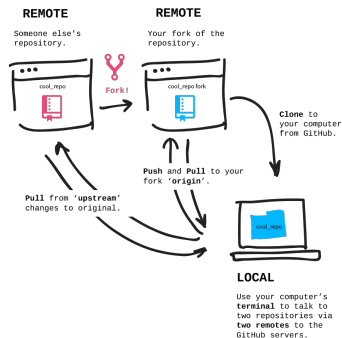 REMOTE
Someone else's
repository.
cool_repo
Fork!
REMOTE
Your fork of the
repository.
cool_repo fork
Clone to
your computer
from GitHub.
Push and Pull to your
fork 'origin'.
Pull from 'upstream'
changes to original.
cool_repo
LOCAL
Use your computer's
terminal to talk to
two repositories via
two remotes to the
GitHub servers.